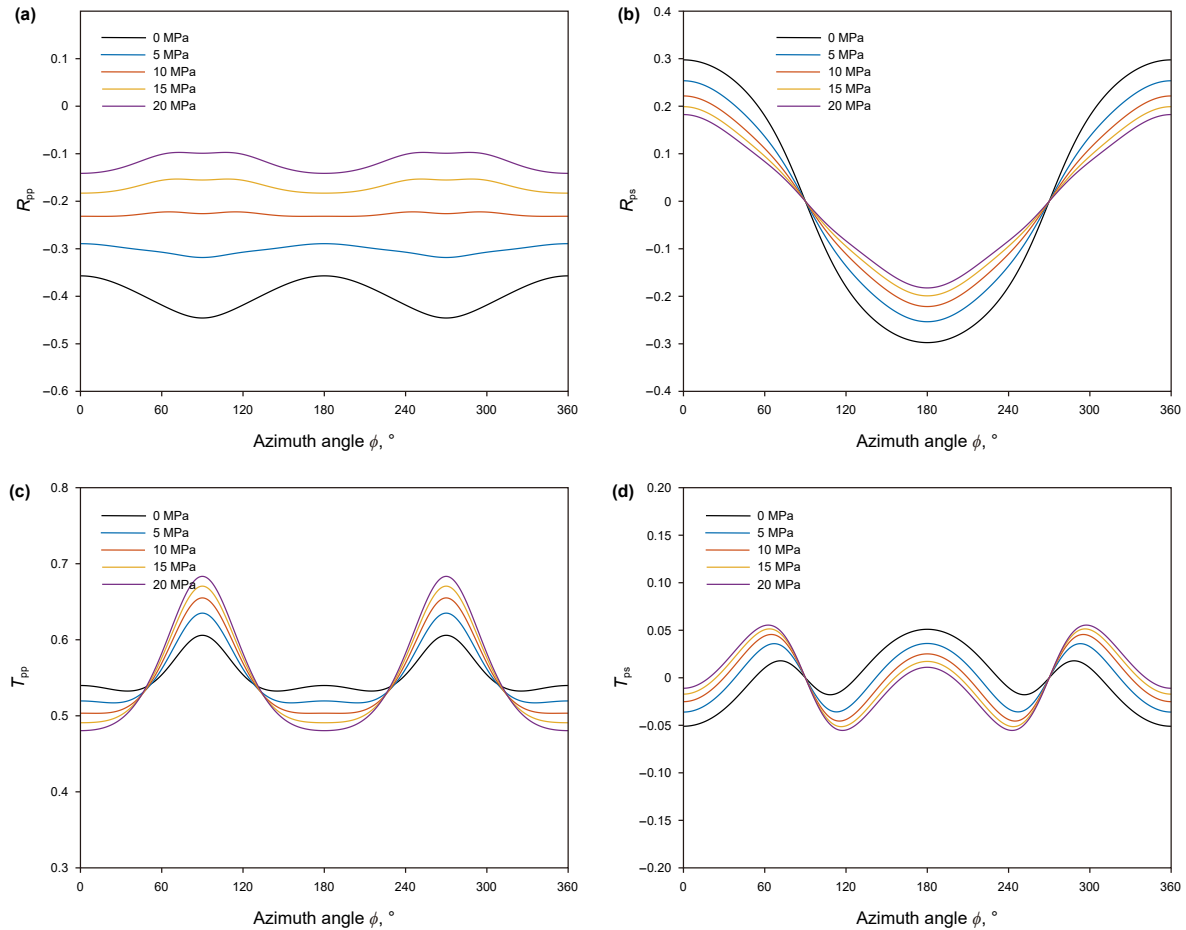 (a)
0.1
0
−0.1
−0.2
−0.3
−0.4
−0.5
−0.6
Rpp
0 MPa
5 MPa
10 MPa
15 MPa
20 MPa
0 60 120 180 240 300 360
Azimuth angle ϕ, °
(b)
0.4
0.3
0.2
0.1
0
−0.1
−0.2
−0.3
−0.4
Rps
0 MPa
5 MPa
10 MPa
15 MPa
20 MPa
0 60 120 180 240 300 360
Azimuth angle ϕ, °
(c)
0.8
0.7
0.6
0.5
0.4
0.3
Tpp
0 MPa
5 MPa
10 MPa
15 MPa
20 MPa
0 60 120 180 240 300 360
Azimuth angle ϕ, °
(d)
0.20
0.15
0.10
0.05
0
−0.05
−0.10
−0.15
−0.20
Tps
0 MPa
5 MPa
10 MPa
15 MPa
20 MPa
0 60 120 180 240 300 360
Azimuth angle ϕ, °